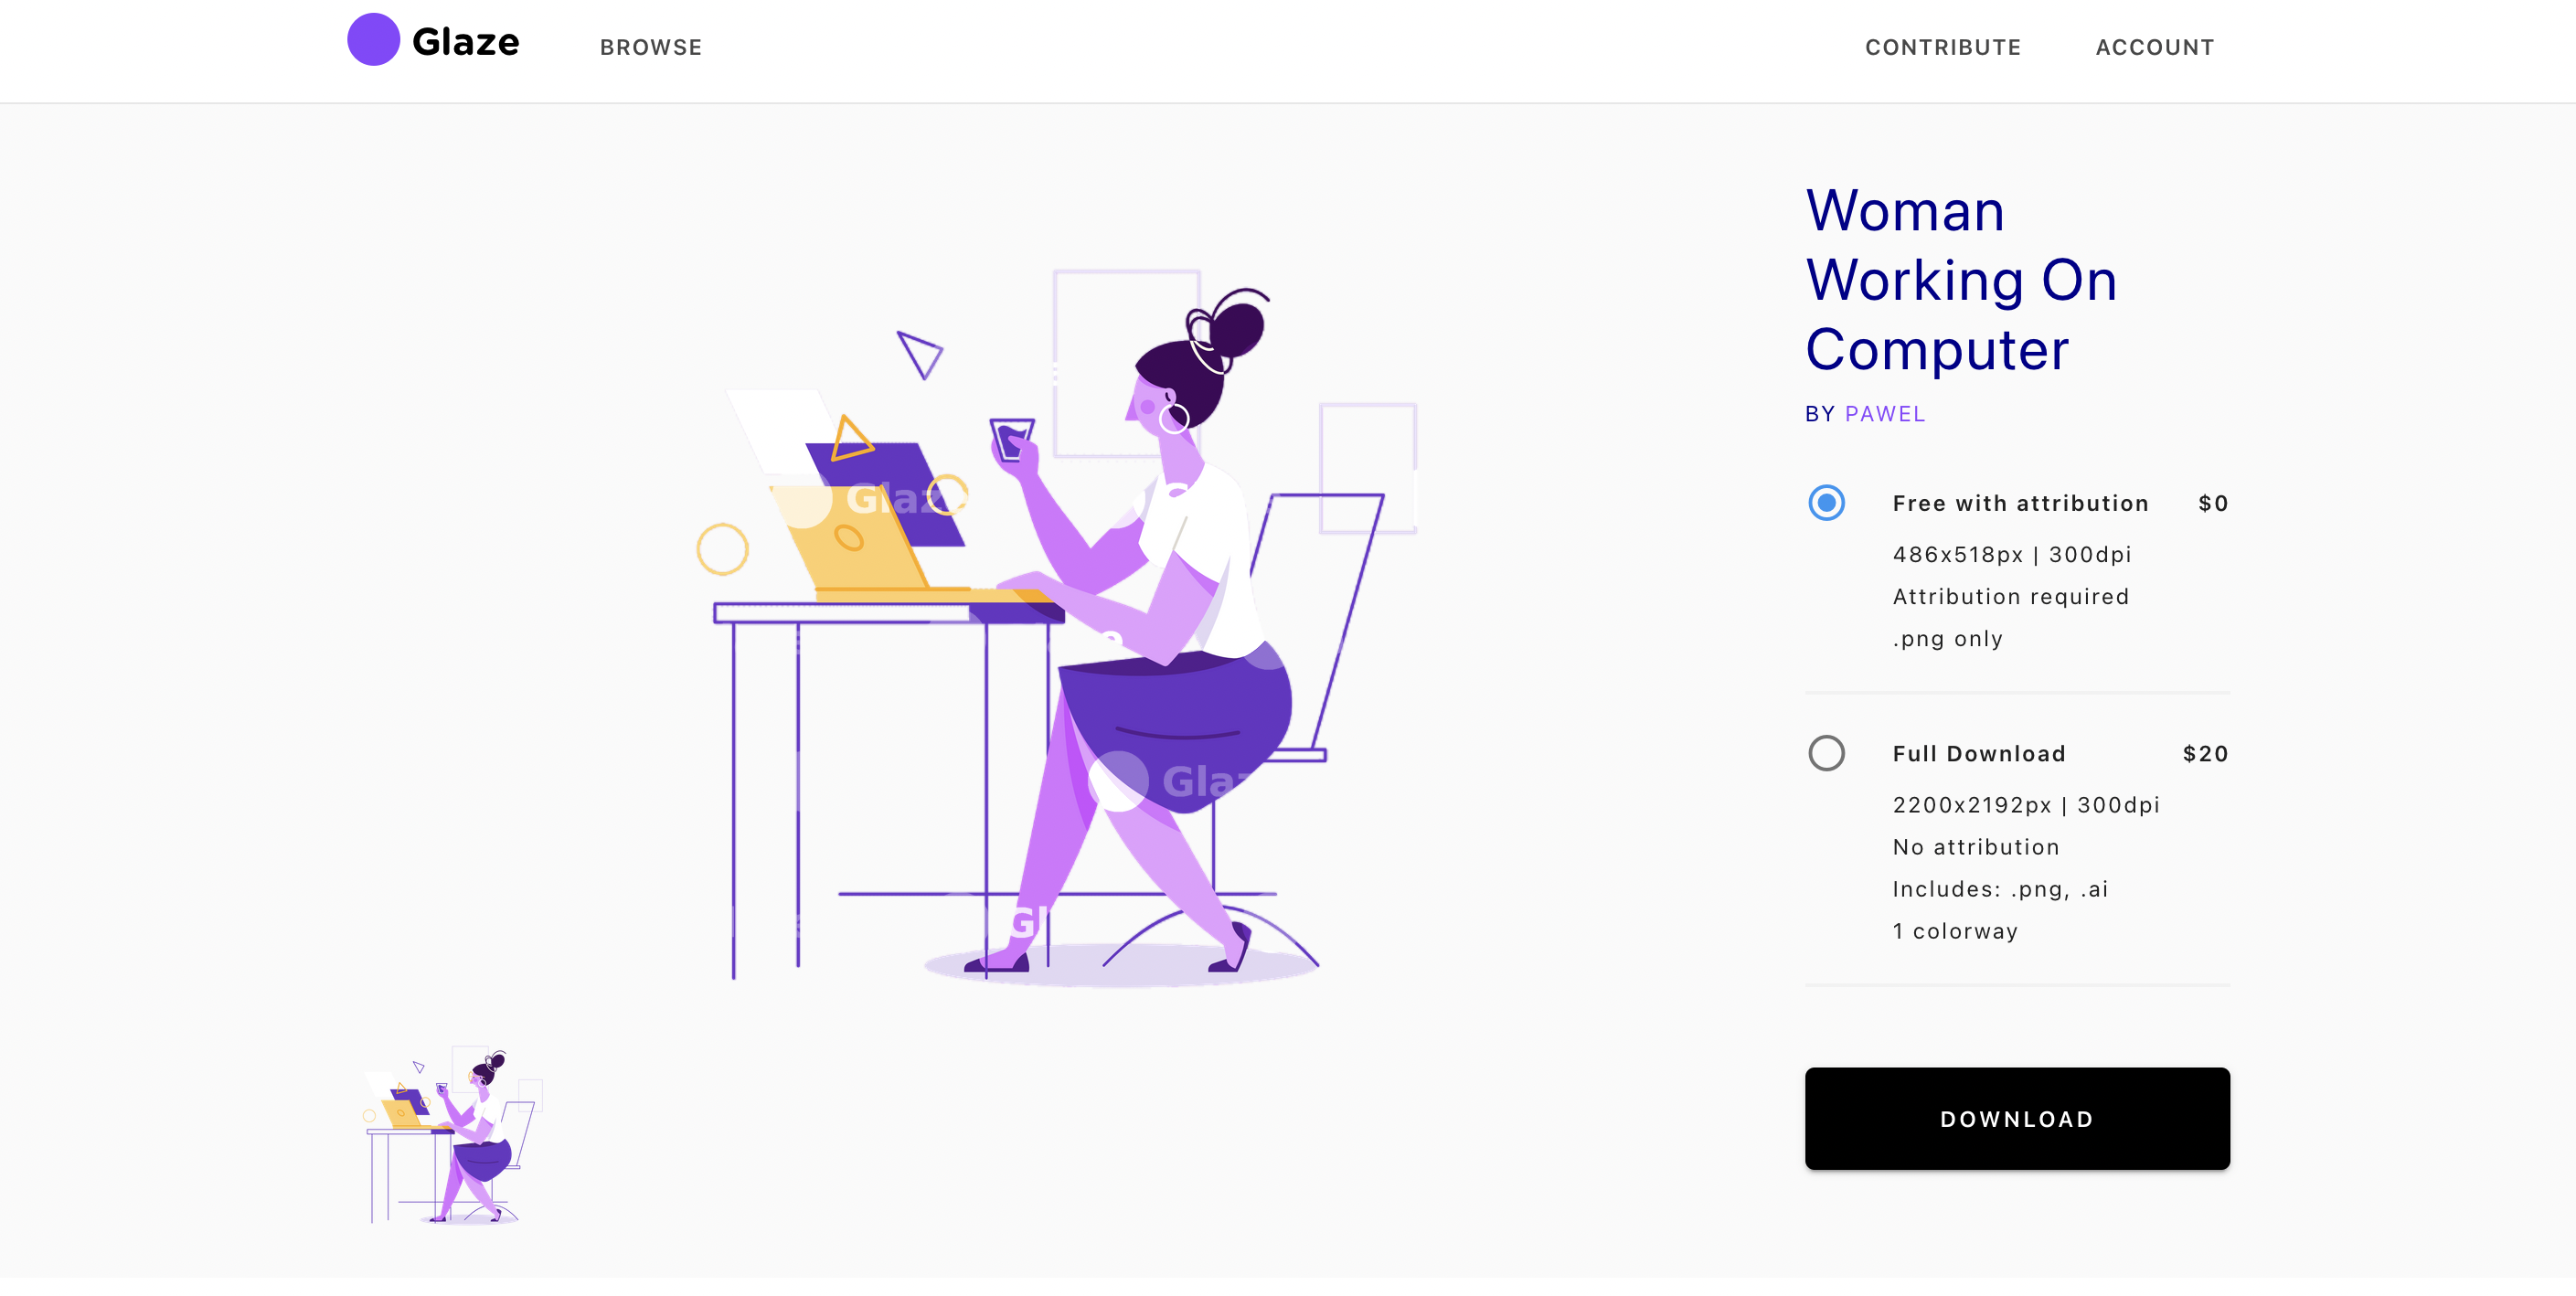 Glaze
BROWSE
CONTRIBUTE
ACCOUNT
Woman
Working On
Computer
BY PAWEL
Free with attribution $0
486x518px | 300dpi
Attribution required
.png only
Full Download $20
2200x2192px | 300dpi
No attribution
Includes: .png, .ai
1 colorway
DOWNLOAD
Glaz
Glaz
Gl